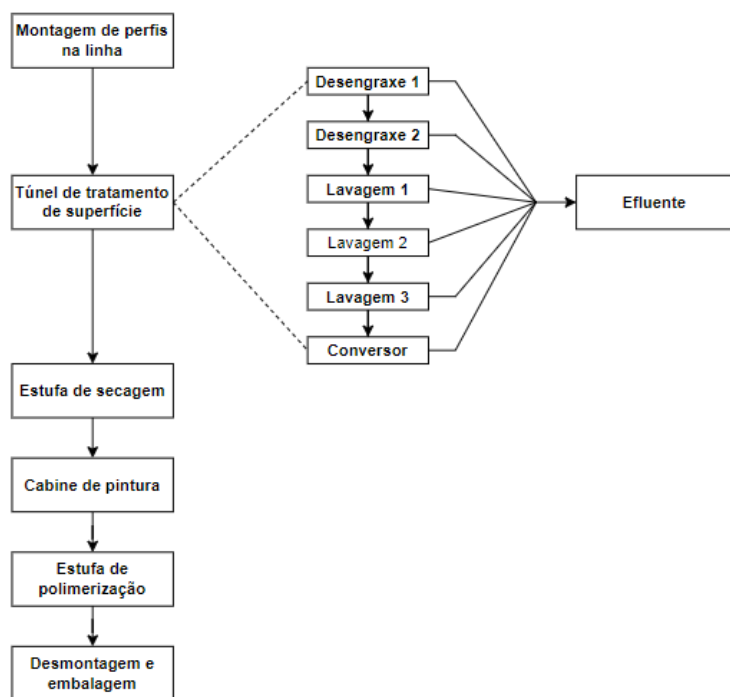 Montagem de perfis
na linha
Túnel de tratamento
de superfície
Estufa de secagem
Cabine de pintura
Estufa de
polimerização
Desmontagem e
embalagem
Desengraxe 1
Desengraxe 2
Lavagem 1
Lavagem 2
Lavagem 3
Conversor
Efluente